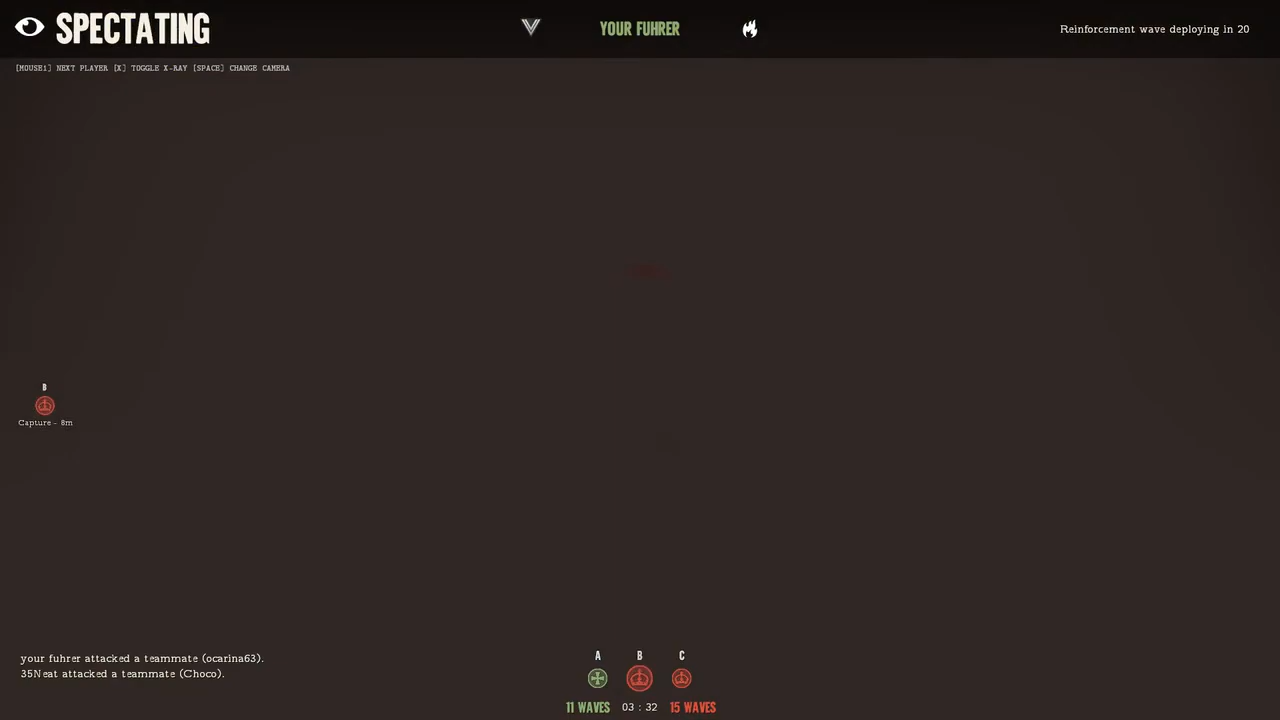 SPECTATING
YOUR FUHRER
Reinforcement wave deploying in 20
[MOUSE1] NEXT PLAYER [X] TOGGLE X-RAY [SPACE] CHANGE CAMERA
B
Capture - 8m
your fuhrer attacked a teammate (ocarina63).
35Neat attacked a teammate (Choco).
A B C
11 WAVES 03 : 32 15 WAVES